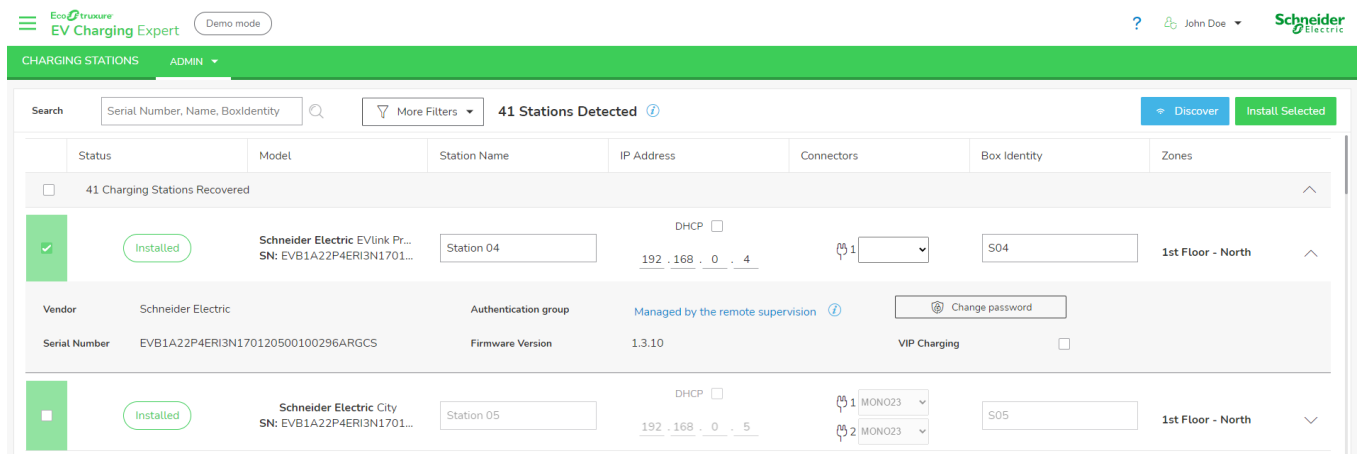 EcoStruxure
EV Charging Expert
Demo mode
? John Doe
Schneider Electric
CHARGING STATIONS ADMIN
Search Serial Number, Name, BoxIdentity More Filters 41 Stations Detected Discover Install Selected
Status Model Station Name IP Address Connectors Box Identity Zones
41 Charging Stations Recovered
DHCP
Installed Schneider Electric EVlink Pr... Station 04 192 . 168 . 0 . 4 1 S04 1st Floor - North
SN: EVB1A22P4ERI3N1701...
Vendor Schneider Electric Authentication group Managed by the remote supervision Change password
Serial Number EVB1A22P4ERI3N170120500100296ARGCS Firmware Version 1.3.10 VIP Charging
DHCP
Installed Schneider Electric City Station 05 192 . 168 . 0 . 5 1 MONO23 S05 1st Floor - North
SN: EVB1A22P4ERI3N1701... 2 MONO23